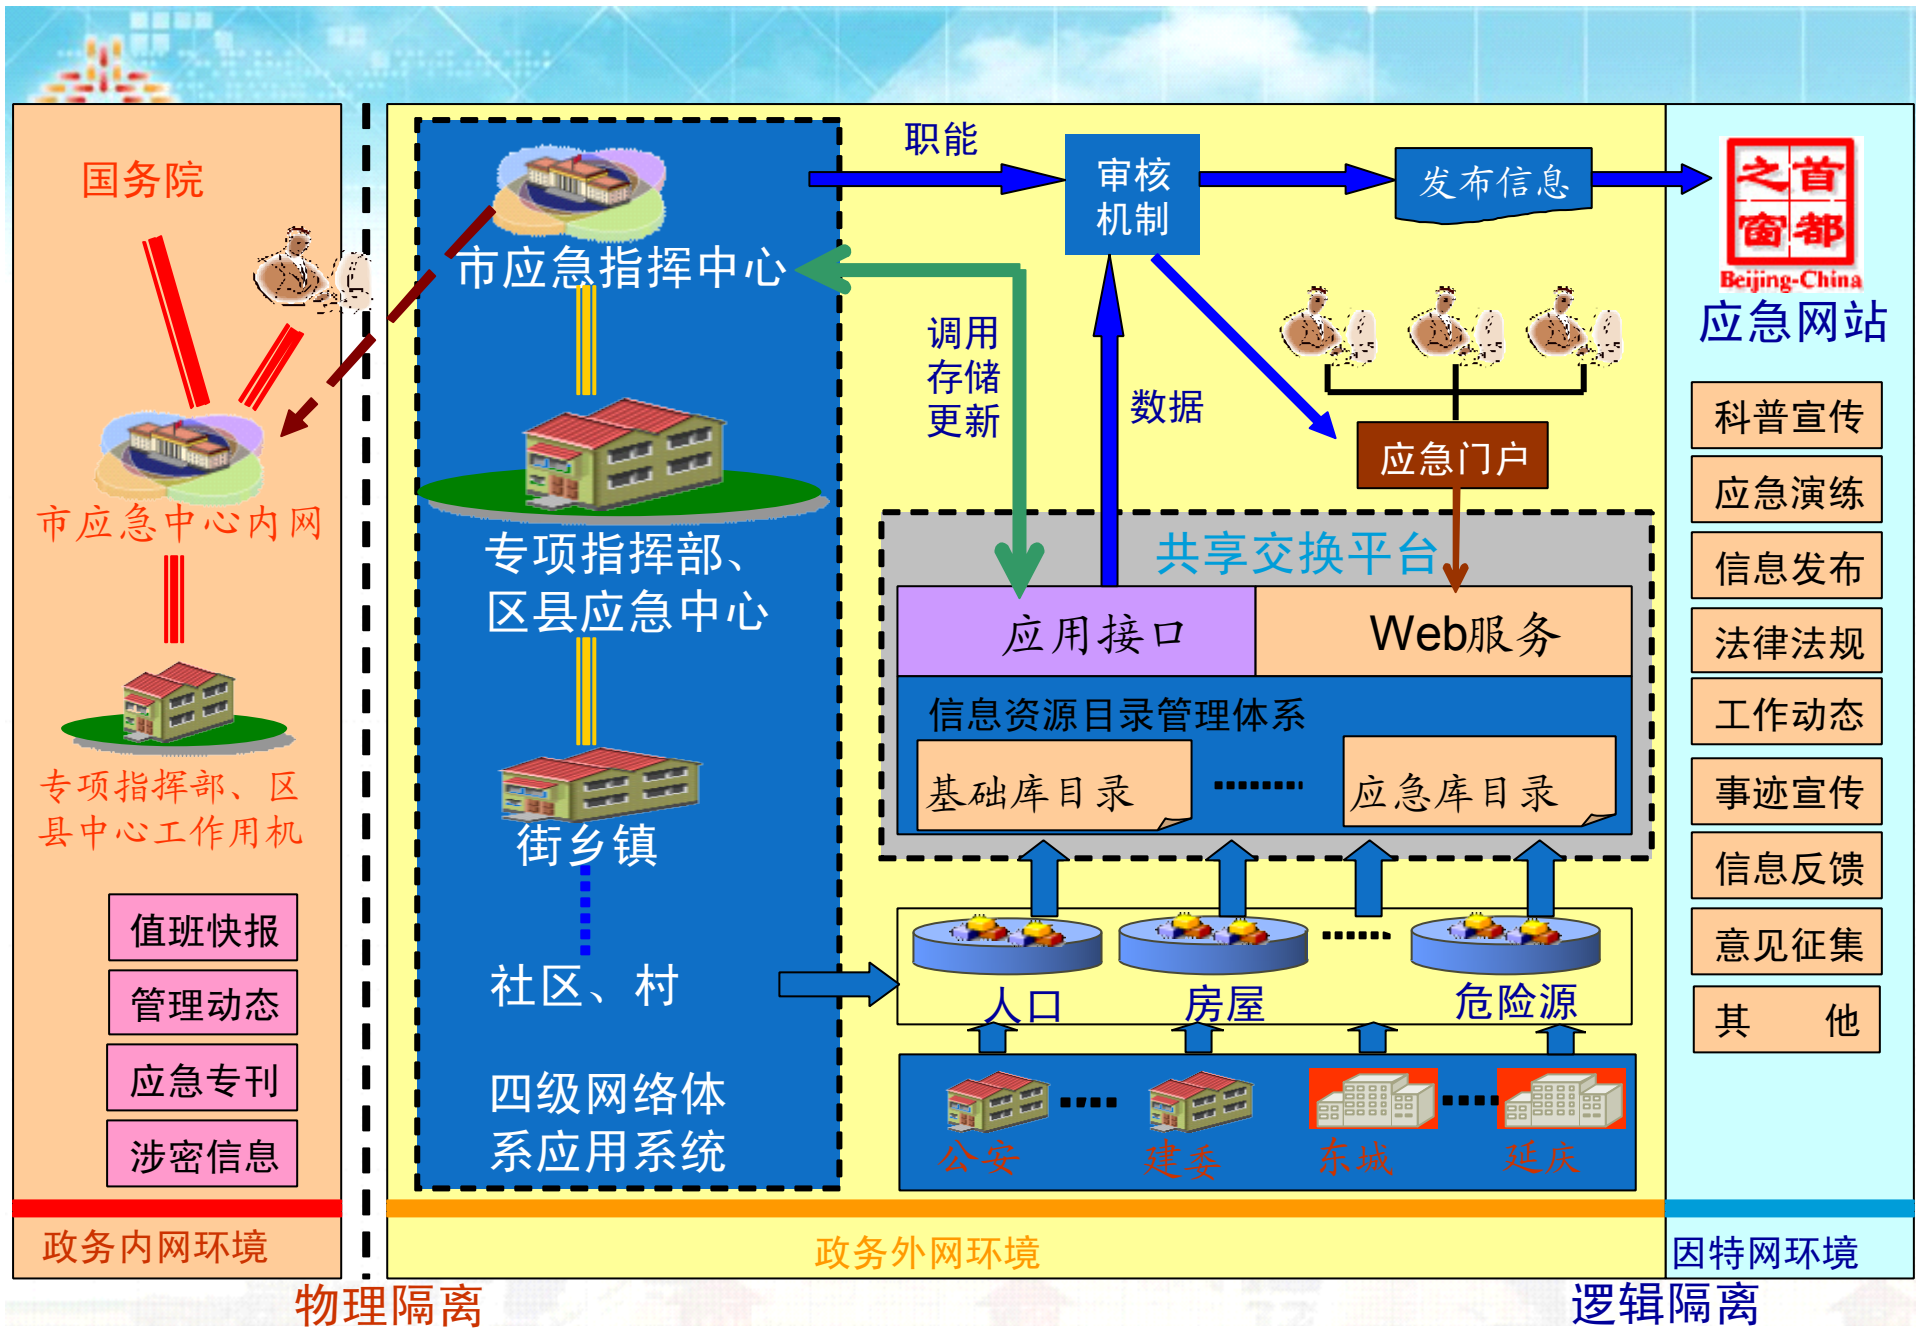 国务院
市应急中心内网
专项指挥部、区
县中心工作用机
值班快报
管理动态
应急专刊
涉密信息
政务内网环境
物理隔离
市应急指挥中心
专项指挥部、
区县应急中心
街乡镇
社区、村
四级网络体
系应用系统
职能
审核
机制
发布信息
调用
存储
更新
数据
应急门户
共享交换平台
应用接口
Web服务
信息资源目录管理体系
基础库目录
应急库目录
人口
房屋
危险源
公安
建委
东城
延庆
政务外网环境
之首
窗都
Beijing-China
应急网站
科普宣传
应急演练
信息发布
法律法规
工作动态
事迹宣传
信息反馈
意见征集
其 他
因特网环境
逻辑隔离